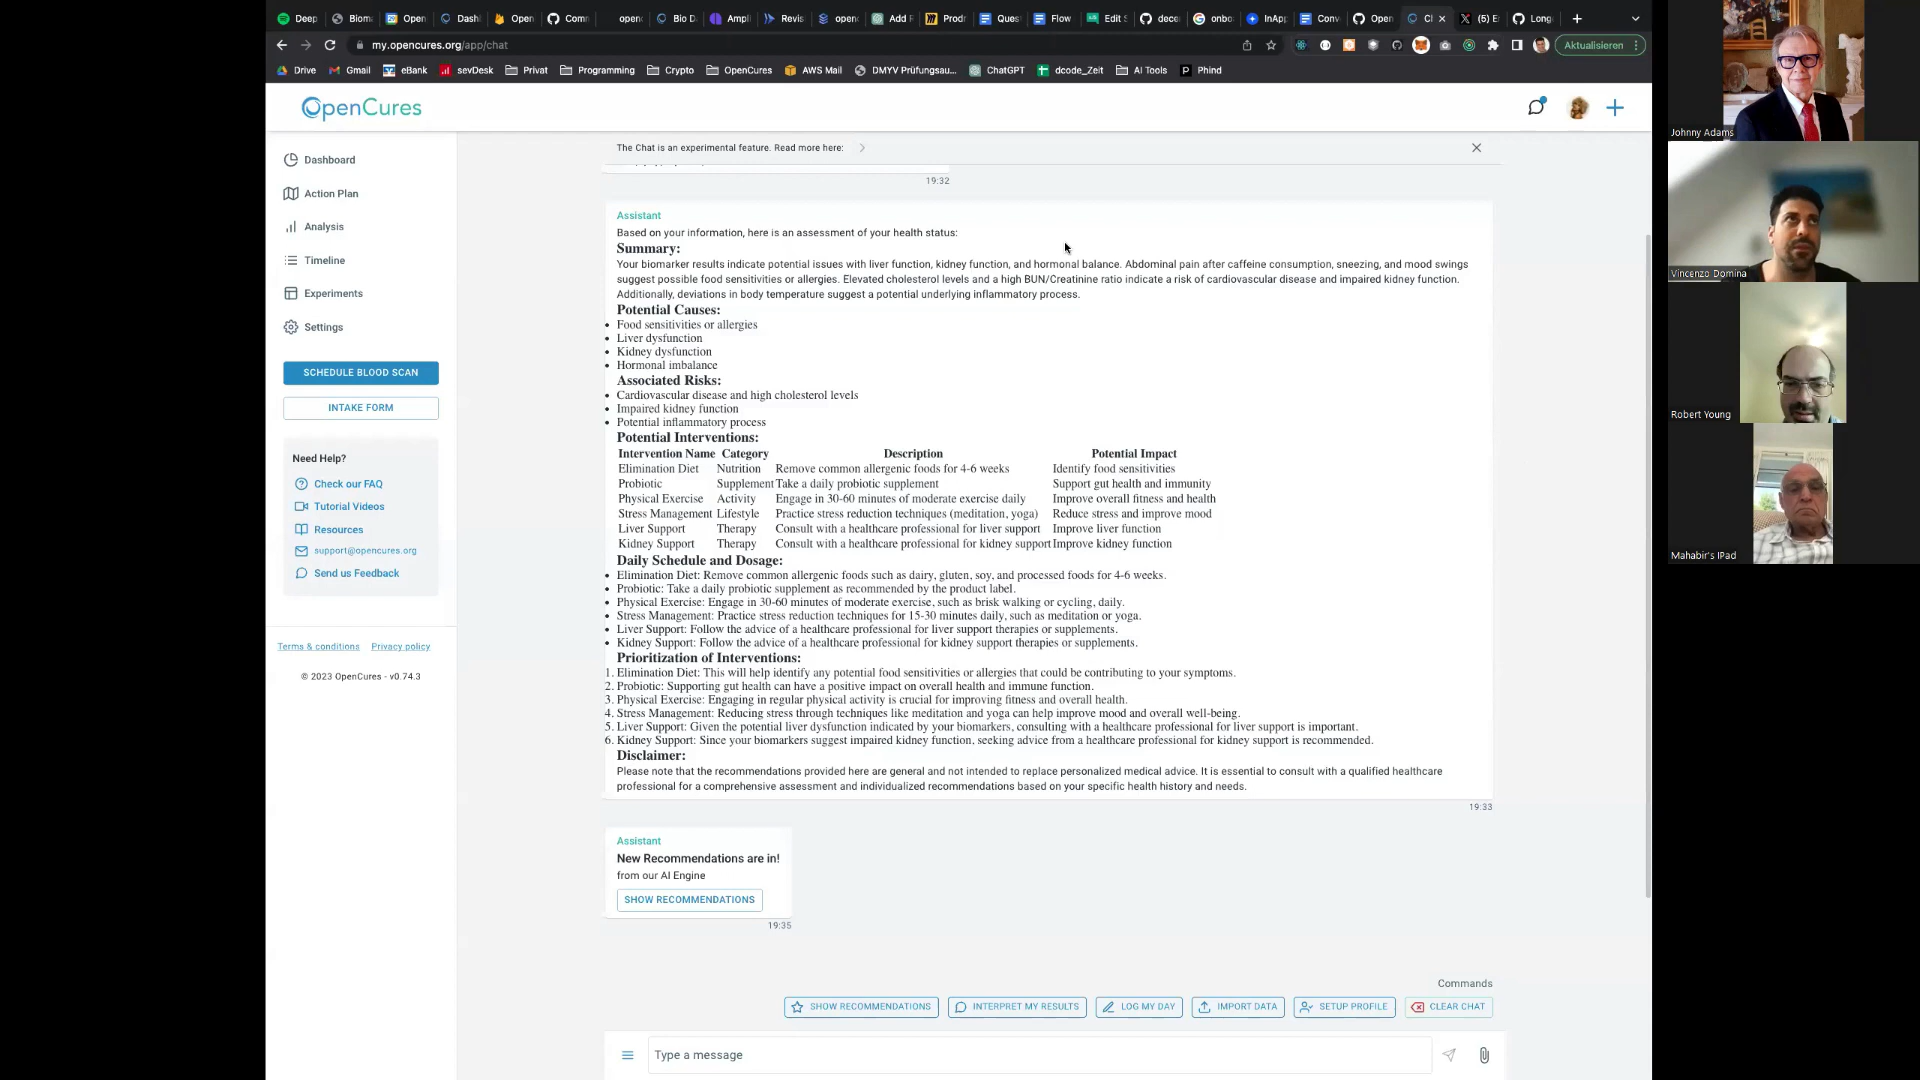 Deep
Biom
Open
Dash
Open
Comn
openc
Bio D
Ampl
Revis
openc
Add F
Prodr
Ques
Flow
Edit S
dece
onbo
InApp
Conv
Open
Cl
(5) E
Long
my.opencures.org/app/chat
Aktualisieren
Drive
Gmail
eBank
sevDesk
Privat
Programming
Crypto
OpenCures
AWS Mail
DMYV Prüfungsau...
ChatGPT
dcode_Zeit
AI Tools
Phind
OpenCures
Dashboard
Action Plan
Analysis
Timeline
Experiments
Settings
SCHEDULE BLOOD SCAN
INTAKE FORM
Need Help?
Check our FAQ
Tutorial Videos
Resources
support@opencures.org
Send us Feedback
Terms & conditions Privacy policy
© 2023 OpenCures - v0.74.3
The Chat is an experimental feature. Read more here:
19:32
Assistant
Based on your information, here is an assessment of your health status:
Summary:
Your biomarker results indicate potential issues with liver function, kidney function, and hormonal balance. Abdominal pain after caffeine consumption, sneezing, and mood swings
suggest possible food sensitivities or allergies. Elevated cholesterol levels and a high BUN/Creatinine ratio indicate a risk of cardiovascular disease and impaired kidney function.
Additionally, deviations in body temperature suggest a potential underlying inflammatory process.
Potential Causes:
• Food sensitivities or allergies
• Liver dysfunction
• Kidney dysfunction
• Hormonal imbalance
Associated Risks:
• Cardiovascular disease and high cholesterol levels
• Impaired kidney function
• Potential inflammatory process
Potential Interventions:
Intervention Name Category Description Potential Impact
Elimination Diet Nutrition Remove common allergenic foods for 4-6 weeks Identify food sensitivities
Probiotic Supplement Take a daily probiotic supplement Support gut health and immunity
Physical Exercise Activity Engage in 30-60 minutes of moderate exercise daily Improve overall fitness and health
Stress Management Lifestyle Practice stress reduction techniques (meditation, yoga) Reduce stress and improve mood
Liver Support Therapy Consult with a healthcare professional for liver support Improve liver function
Kidney Support Therapy Consult with a healthcare professional for kidney support Improve kidney function
Daily Schedule and Dosage:
• Elimination Diet: Remove common allergenic foods such as dairy, gluten, soy, and processed foods for 4-6 weeks.
• Probiotic: Take a daily probiotic supplement as recommended by the product label.
• Physical Exercise: Engage in 30-60 minutes of moderate exercise, such as brisk walking or cycling, daily.
• Stress Management: Practice stress reduction techniques for 15-30 minutes daily, such as meditation or yoga.
• Liver Support: Follow the advice of a healthcare professional for liver support therapies or supplements.
• Kidney Support: Follow the advice of a healthcare professional for kidney support therapies or supplements.
Prioritization of Interventions:
1. Elimination Diet: This will help identify any potential food sensitivities or allergies that could be contributing to your symptoms.
2. Probiotic: Supporting gut health can have a positive impact on overall health and immune function.
3. Physical Exercise: Engaging in regular physical activity is crucial for improving fitness and overall health.
4. Stress Management: Reducing stress through techniques like meditation and yoga can help improve mood and overall well-being.
5. Liver Support: Given the potential liver dysfunction indicated by your biomarkers, consulting with a healthcare professional for liver support is important.
6. Kidney Support: Since your biomarkers suggest impaired kidney function, seeking advice from a healthcare professional for kidney support is recommended.
Disclaimer:
Please note that the recommendations provided here are general and not intended to replace personalized medical advice. It is essential to consult with a qualified healthcare
professional for a comprehensive assessment and individualized recommendations based on your specific health history and needs.
19:33
Assistant
New Recommendations are in!
from our AI Engine
SHOW RECOMMENDATIONS
19:35
Commands
SHOW RECOMMENDATIONS
INTERPRET MY RESULTS
LOG MY DAY
IMPORT DATA
SETUP PROFILE
CLEAR CHAT
Type a message
Johnny Adams
Vincenzo Domina
Robert Young
Mahabir's IPad